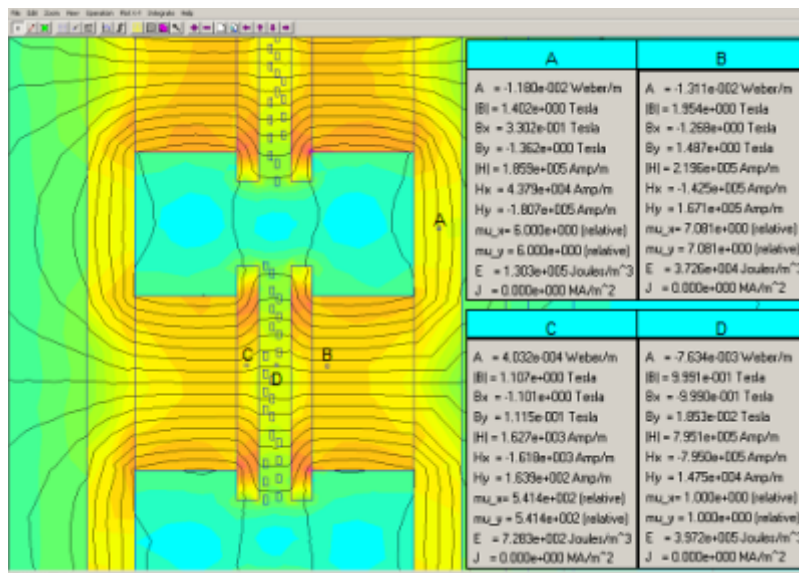 File Edit Zoom View Operation Plot X-Y Integrate Help
A
A = -1.180e-002 Weber/m
|B| = 1.402e+000 Tesla
Bx = 3.302e-001 Tesla
By = -1.362e+000 Tesla
|H| = 1.859e+005 Amp/m
Hx = 4.379e+004 Amp/m
Hy = -1.807e+005 Amp/m
mu_x= 6.000e+000 (relative)
mu_y = 6.000e+000 (relative)
E = 1.303e+005 Joules/m^3
J = 0.000e+000 MA/m^2
B
A = -1.311e-002 Weber/m
|B| = 1.954e+000 Tesla
Bx = -1.268e+000 Tesla
By = 1.487e+000 Tesla
|H| = 2.196e+005 Amp/m
Hx = -1.425e+005 Amp/m
Hy = 1.671e+005 Amp/m
mu_x= 7.081e+000 (relative)
mu_y = 7.081e+000 (relative)
E = 3.726e+004 Joules/m^3
J = 0.000e+000 MA/m^2
A
C
B
D
C
A = 4.032e-004 Weber/m
|B| = 1.107e+000 Tesla
Bx = -1.101e+000 Tesla
By = 1.115e-001 Tesla
|H| = 1.627e+003 Amp/m
Hx = -1.618e+003 Amp/m
Hy = 1.639e+002 Amp/m
mu_x= 5.414e+002 (relative)
mu_y = 5.414e+002 (relative)
E = 7.283e+002 Joules/m^3
J = 0.000e+000 MA/m^2
D
A = -7.634e-003 Weber/m
|B| = 9.991e-001 Tesla
Bx = -9.990e-001 Tesla
By = 1.853e-002 Tesla
|H| = 7.951e+005 Amp/m
Hx = -7.950e+005 Amp/m
Hy = 1.475e+004 Amp/m
mu_x= 1.000e+000 (relative)
mu_y = 1.000e+000 (relative)
E = 3.972e+005 Joules/m^3
J = 0.000e+000 MA/m^2